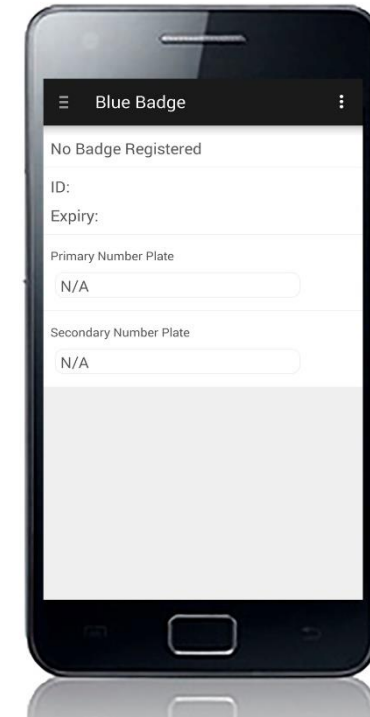 Blue Badge
No Badge Registered
ID:
Expiry:
Primary Number Plate
N/A
Secondary Number Plate
N/A